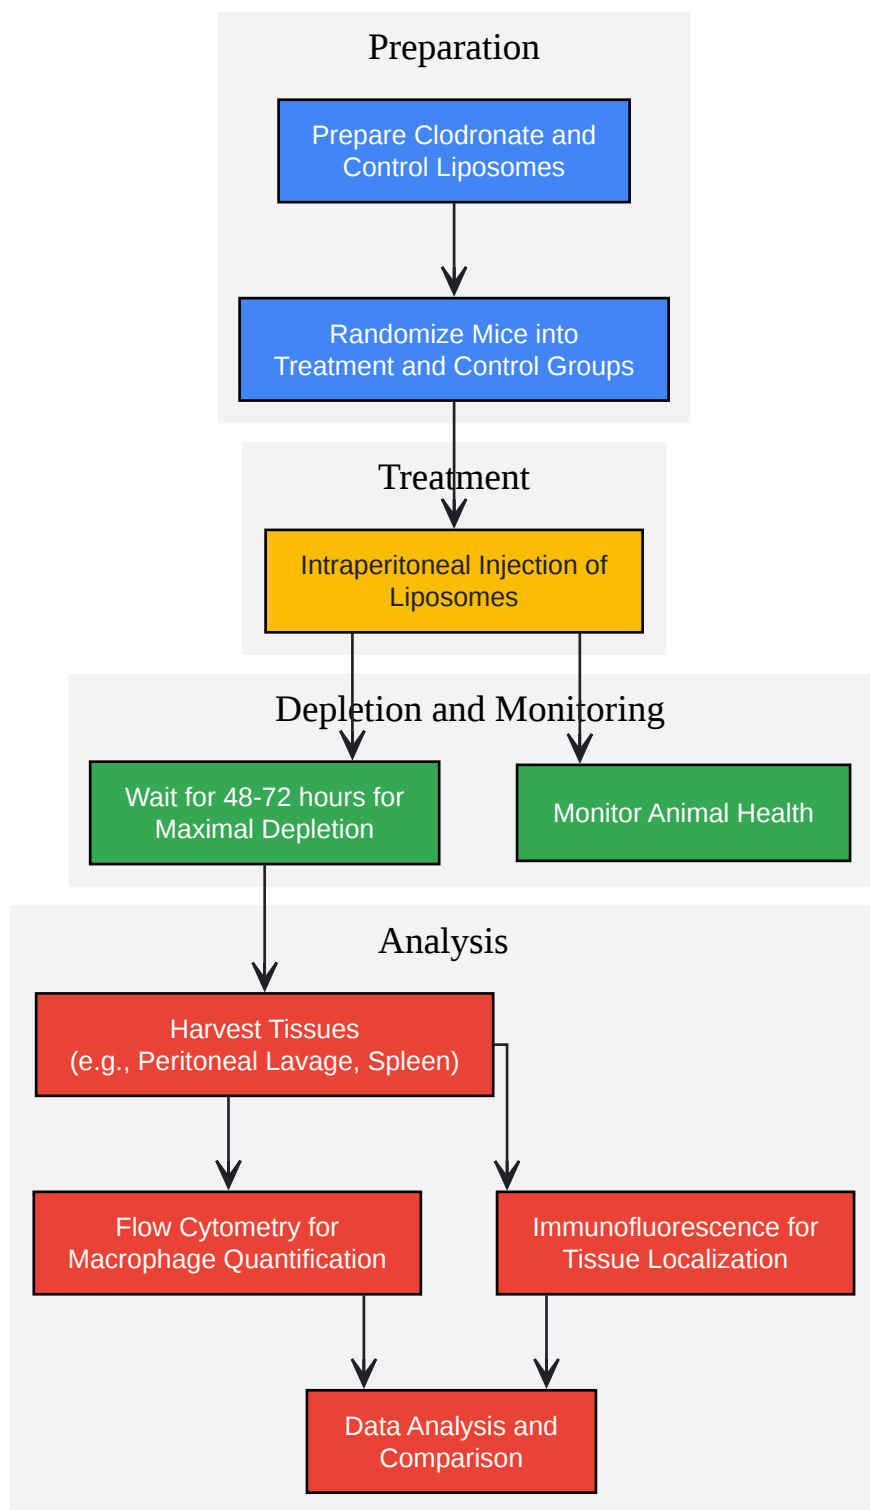 Preparation
Prepare Clodronate and
Control Liposomes
Randomize Mice into
Treatment and Control Groups
Treatment
Intraperitoneal Injection of
Liposomes
Depletion and Monitoring
Wait for 48-72 hours for
Maximal Depletion
Monitor Animal Health
Analysis
Harvest Tissues
(e.g., Peritoneal Lavage, Spleen)
Flow Cytometry for
Macrophage Quantification
Immunofluorescence for
Tissue Localization
Data Analysis and
Comparison